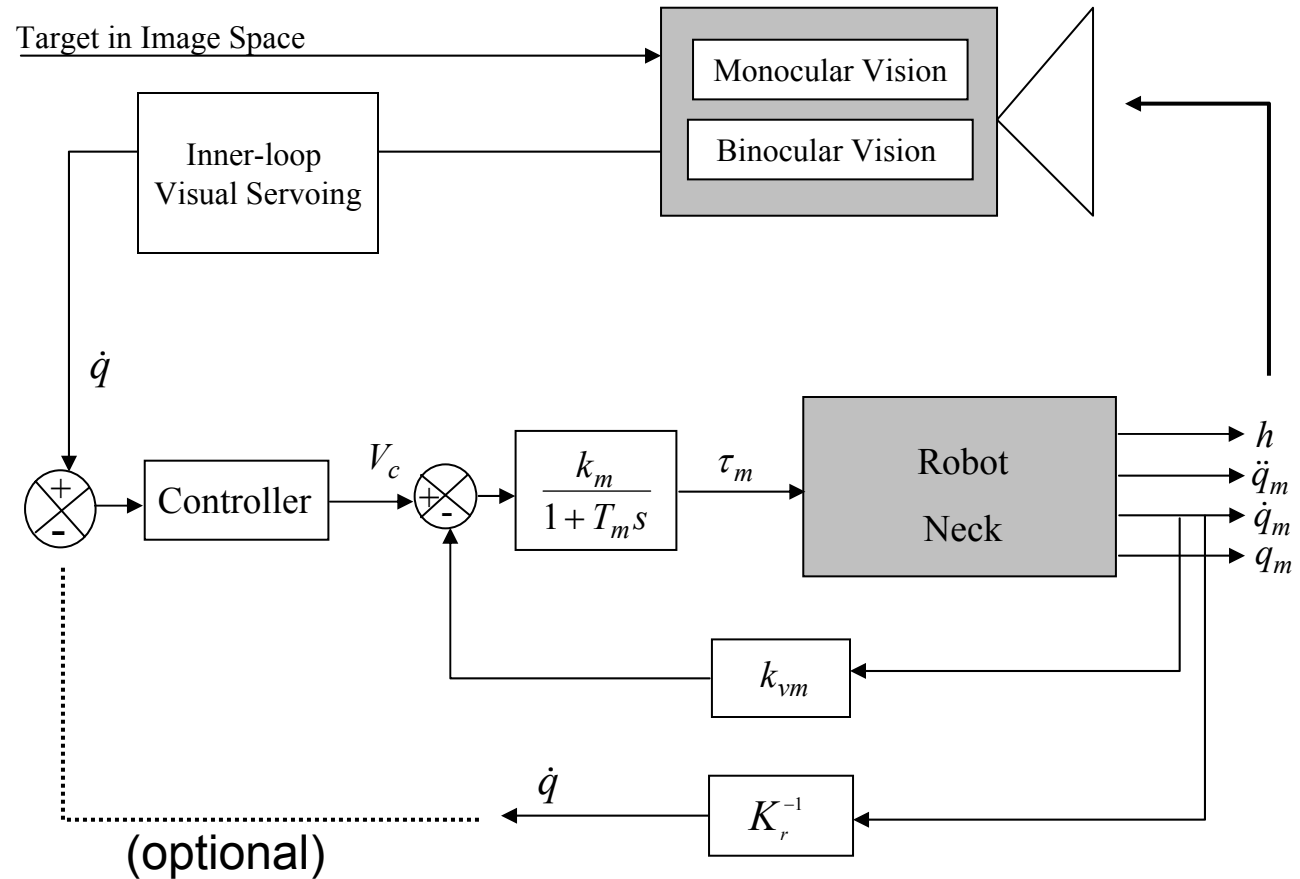 Target in Image Space
Monocular Vision
Binocular Vision
Inner-loop
Visual Servoing
q̇
+
-
Controller
V_c
+
-
k_m
1 + T_m s
τ_m
Robot
Neck
h
q̈_m
q̇_m
q_m
k_vm
q̇
K_r^-1
(optional)